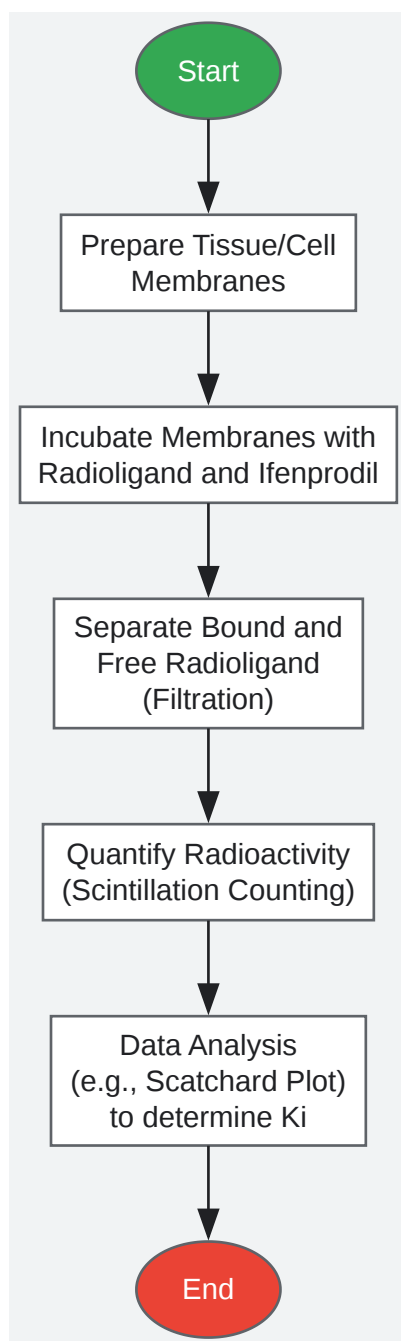 Start
Prepare Tissue/Cell
Membranes
Incubate Membranes with
Radioligand and Ifenprodil
Separate Bound and
Free Radioligand
(Filtration)
Quantify Radioactivity
(Scintillation Counting)
Data Analysis
(e.g., Scatchard Plot)
to determine Ki
End